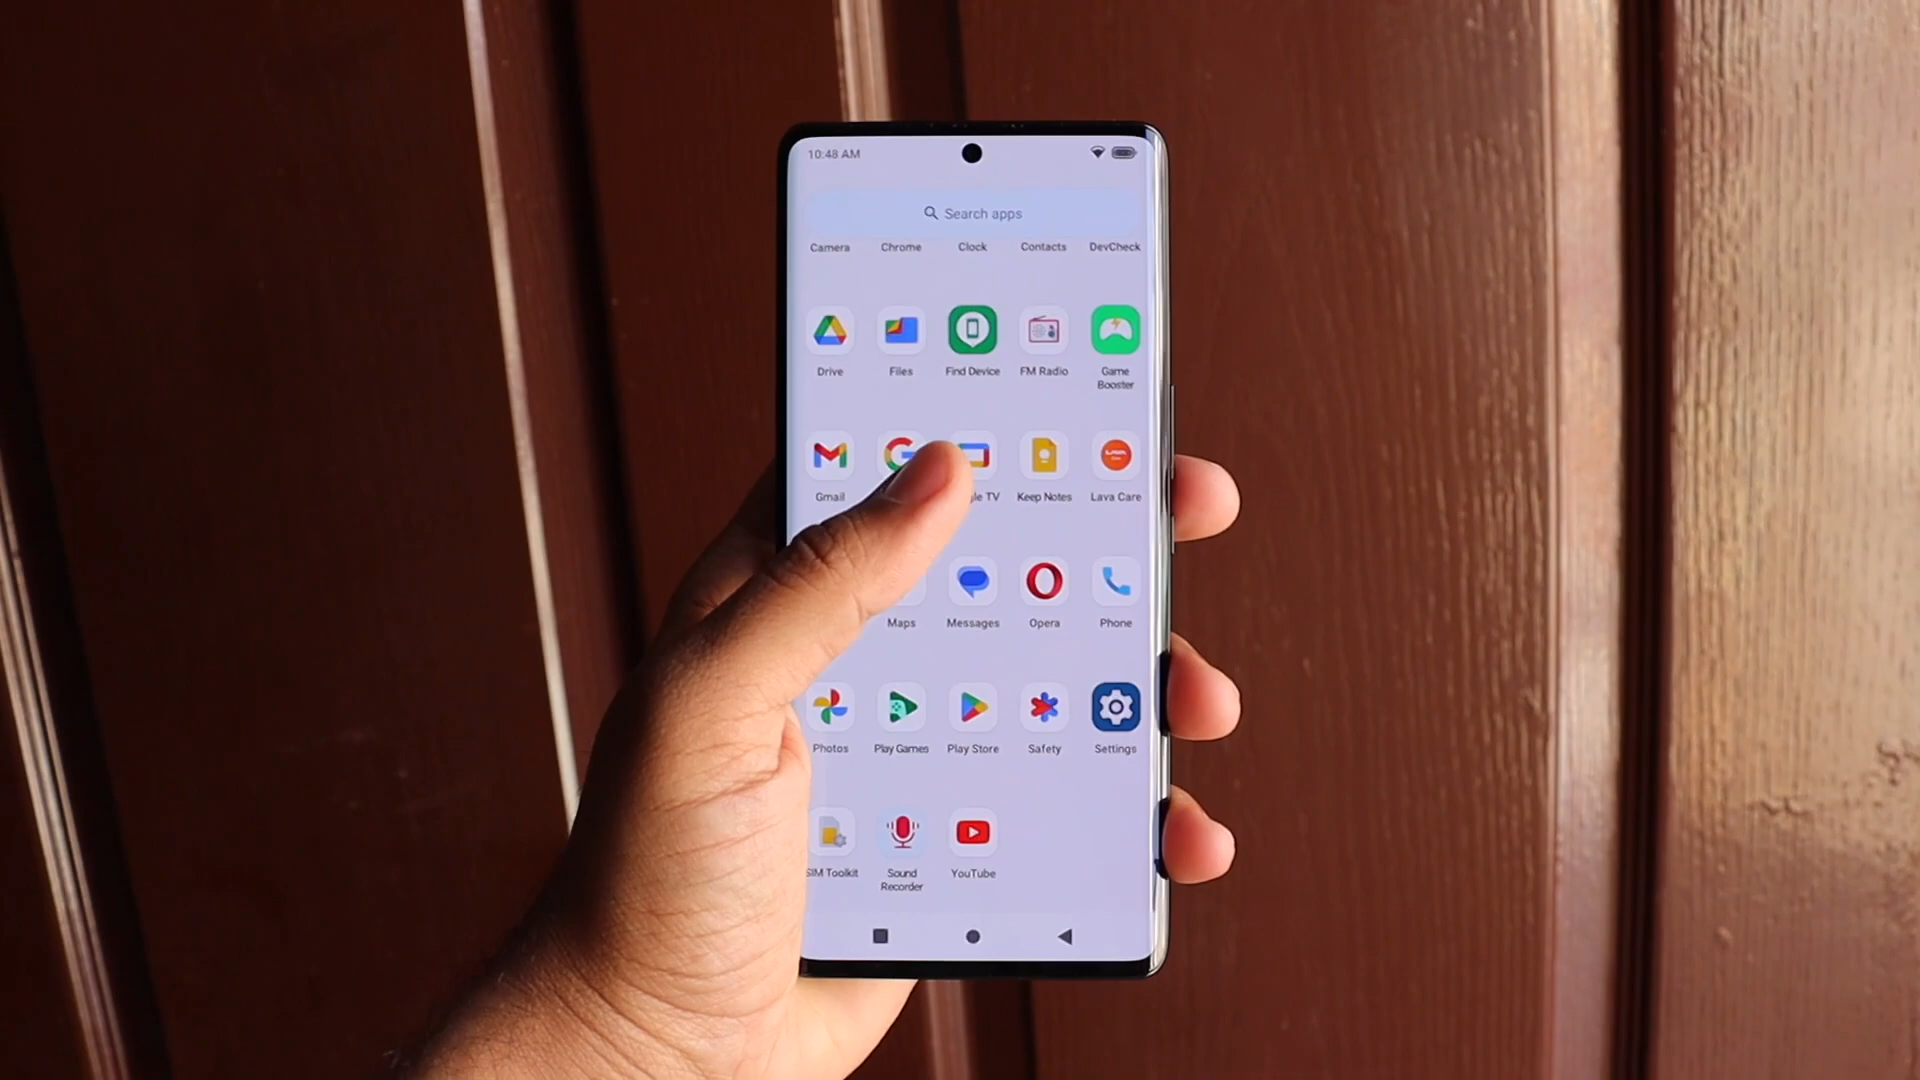 10:48 AM
Search apps
Camera Chrome Clock Contacts DevCheck
Drive Files Find Device FM Radio Game
Booster
Gmail le TV Keep Notes Lava Care
Maps Messages Opera Phone
Photos Play Games Play Store Safety Settings
SIM Toolkit Sound YouTube
Recorder